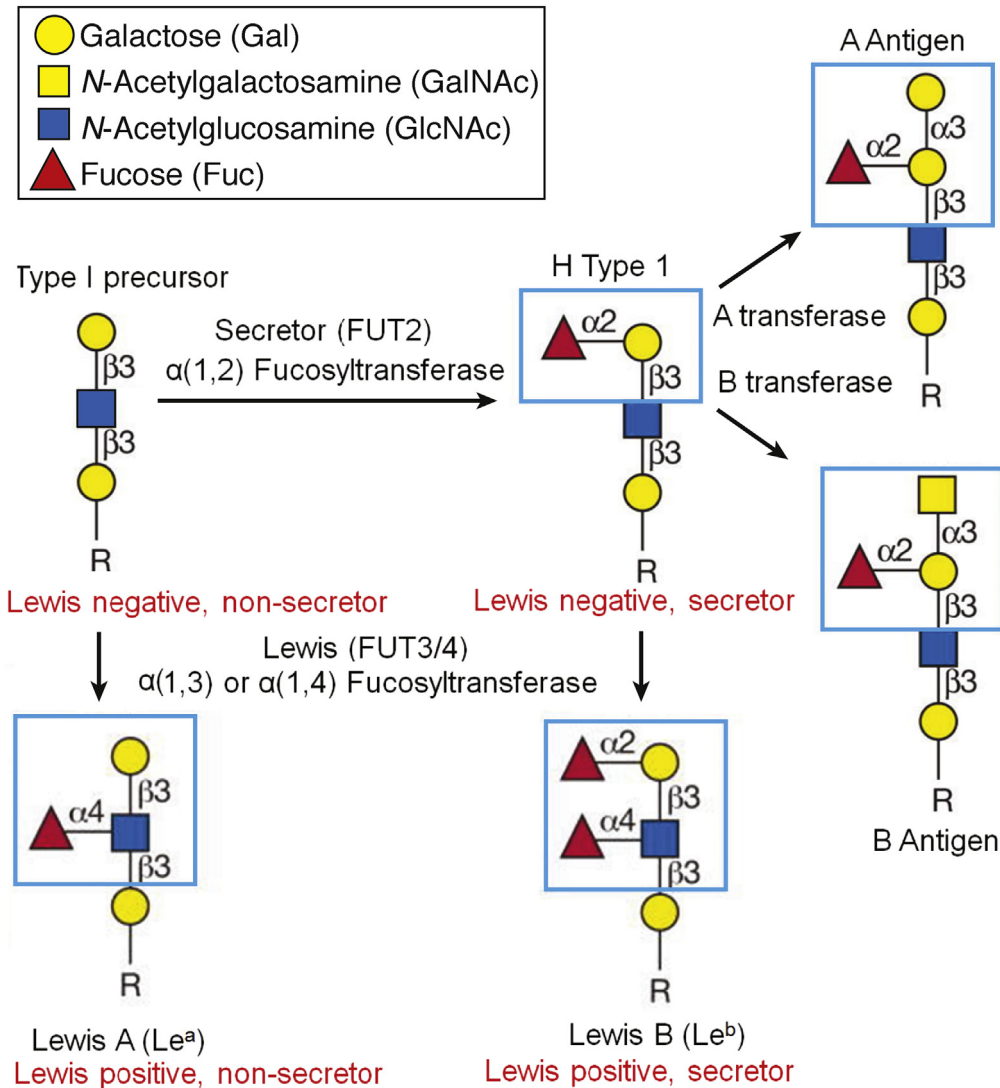 Galactose (Gal)
N-Acetylgalactosamine (GalNAc)
N-Acetylglucosamine (GlcNAc)
Fucose (Fuc)
A Antigen
α3
α2
β3
β3
R
Type I precursor
β3
β3
R
Lewis negative, non-secretor
Secretor (FUT2)
α(1,2) Fucosyltransferase
H Type 1
α2
β3
β3
R
Lewis negative, secretor
A transferase
B transferase
α3
α2
β3
β3
R
B Antigen
Lewis (FUT3/4)
α(1,3) or α(1,4) Fucosyltransferase
β3
α4
β3
R
Lewis A (Leᵃ)
Lewis positive, non-secretor
α2
β3
α4
β3
R
Lewis B (Leᵇ)
Lewis positive, secretor